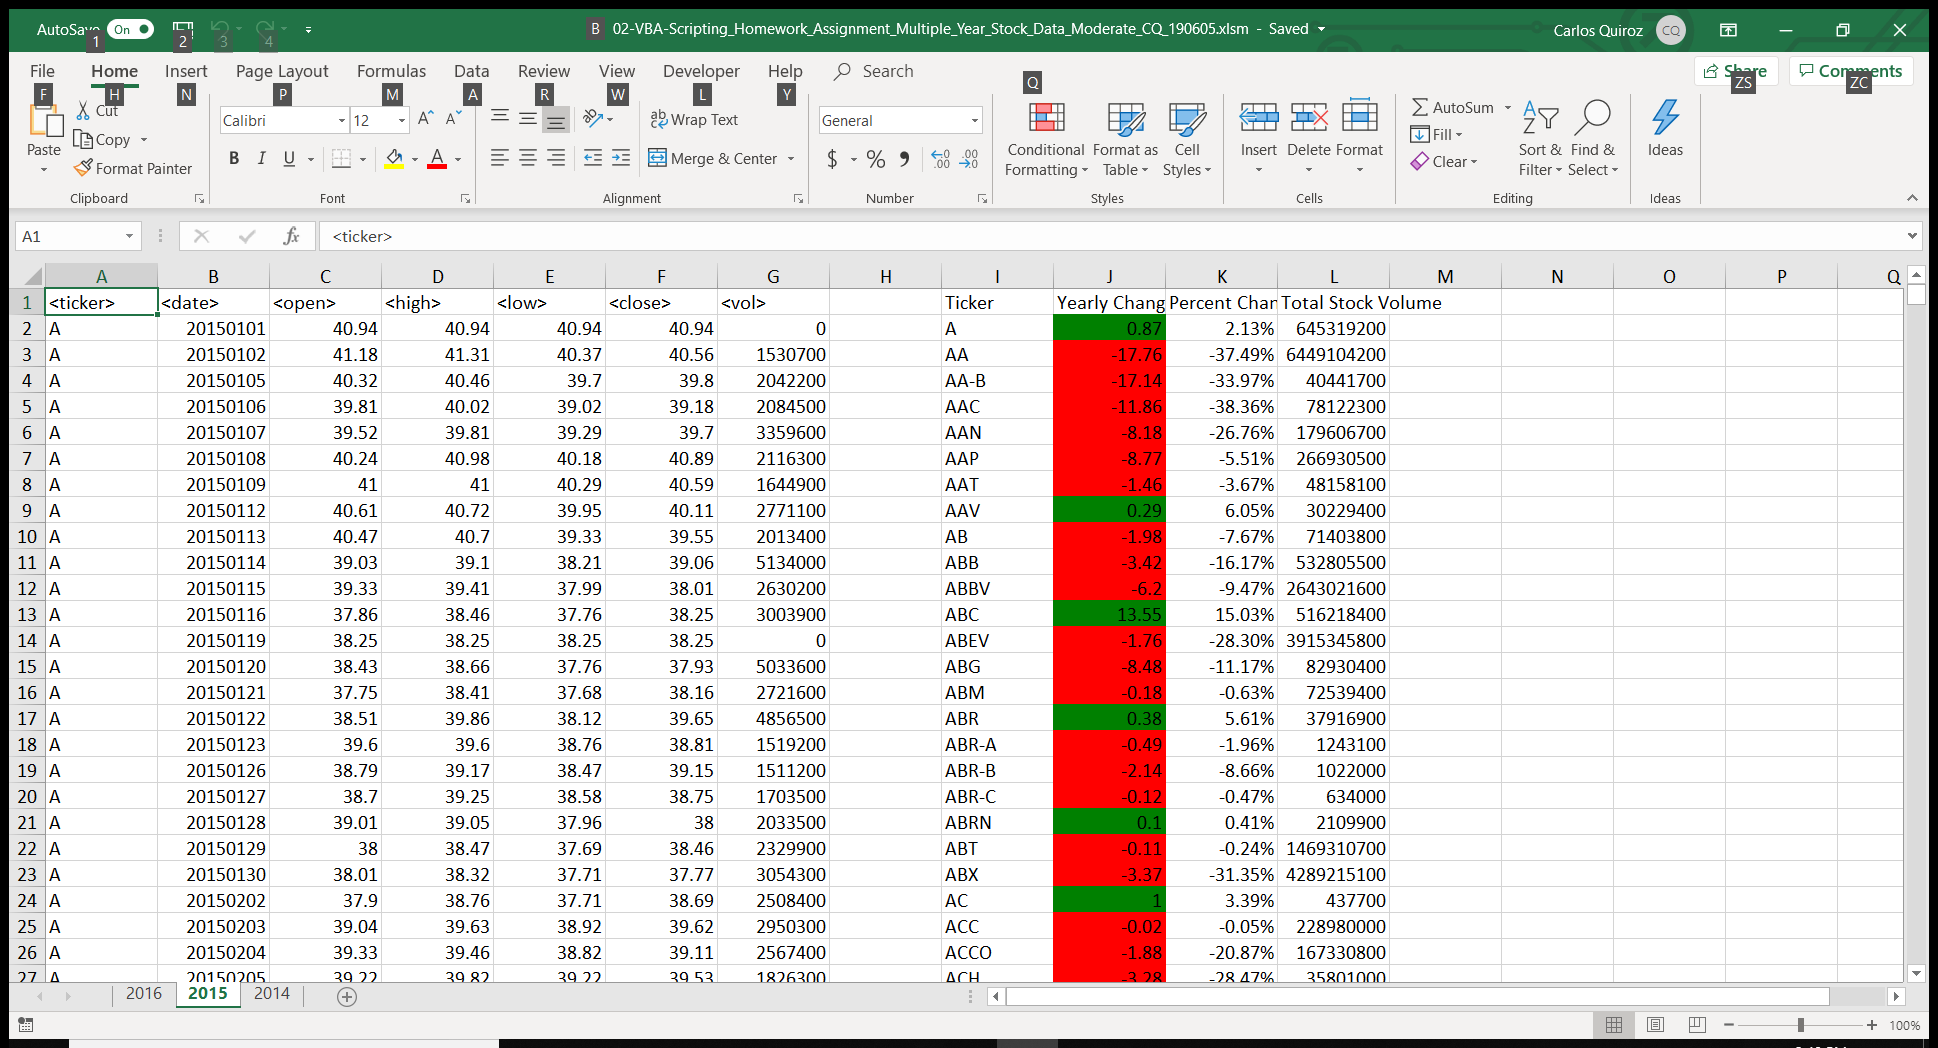 AutoSave On 02-VBA-Scripting_Homework_Assignment_Multiple_Year_Stock_Data_Moderate_CQ_190605.xlsm - Saved Carlos Quiroz CQ
1 2 3 4 B
File Home Insert Page Layout Formulas Data Review View Developer Help Search Share Comments
F H N P M A R W L Y Q ZS ZC
Cut Calibri 12 Wrap Text General AutoSum
Paste Copy Conditional Format as Cell Insert Delete Format Fill Sort & Find & Ideas
Format Painter B I U Merge & Center $ % Formatting Table Styles Clear Filter Select
Clipboard Font Alignment Number Styles Cells Editing Ideas
A1 fx <ticker>
A B C D E F G H I J K L M N O P Q
1 <ticker> <date> <open> <high> <low> <close> <vol> Ticker Yearly Chang Percent Chan Total Stock Volume
2 A 20150101 40.94 40.94 40.94 40.94 0 A 0.87 2.13% 645319200
3 A 20150102 41.18 41.31 40.37 40.56 1530700 AA -17.76 -37.49% 6449104200
4 A 20150105 40.32 40.46 39.7 39.8 2042200 AA-B -17.14 -33.97% 40441700
5 A 20150106 39.81 40.02 39.02 39.18 2084500 AAC -11.86 -38.36% 78122300
6 A 20150107 39.52 39.81 39.29 39.7 3359600 AAN -8.18 -26.76% 179606700
7 A 20150108 40.24 40.98 40.18 40.89 2116300 AAP -8.77 -5.51% 266930500
8 A 20150109 41 41 40.29 40.59 1644900 AAT -1.46 -3.67% 48158100
9 A 20150112 40.61 40.72 39.95 40.11 2771100 AAV 0.29 6.05% 30229400
10 A 20150113 40.47 40.7 39.33 39.55 2013400 AB -1.98 -7.67% 71403800
11 A 20150114 39.03 39.1 38.21 39.06 5134000 ABB -3.42 -16.17% 532805500
12 A 20150115 39.33 39.41 37.99 38.01 2630200 ABBV -6.2 -9.47% 2643021600
13 A 20150116 37.86 38.46 37.76 38.25 3003900 ABC 13.55 15.03% 516218400
14 A 20150119 38.25 38.25 38.25 38.25 0 ABEV -1.76 -28.30% 3915345800
15 A 20150120 38.43 38.66 37.76 37.93 5033600 ABG -8.48 -11.17% 82930400
16 A 20150121 37.75 38.41 37.68 38.16 2721600 ABM -0.18 -0.63% 72539400
17 A 20150122 38.51 39.86 38.12 39.65 4856500 ABR 0.38 5.61% 37916900
18 A 20150123 39.6 39.6 38.76 38.81 1519200 ABR-A -0.49 -1.96% 1243100
19 A 20150126 38.79 39.17 38.47 39.15 1511200 ABR-B -2.14 -8.66% 1022000
20 A 20150127 38.7 39.25 38.58 38.75 1703500 ABR-C -0.12 -0.47% 634000
21 A 20150128 39.01 39.05 37.96 38 2033500 ABRN 0.1 0.41% 2109900
22 A 20150129 38 38.47 37.69 38.46 2329900 ABT -0.11 -0.24% 1469310700
23 A 20150130 38.01 38.32 37.71 37.77 3054300 ABX -3.37 -31.35% 4289215100
24 A 20150202 37.9 38.76 37.71 38.69 2508400 AC 1 3.39% 437700
25 A 20150203 39.04 39.63 38.92 39.62 2950300 ACC -0.02 -0.05% 228980000
26 A 20150204 39.33 39.46 38.82 39.11 2567400 ACCO -1.88 -20.87% 167330800
27 A 20150205 39.22 39.82 39.22 39.53 1826300 ACH -3.28 -28.47% 35801000
2016 2015 2014
100%